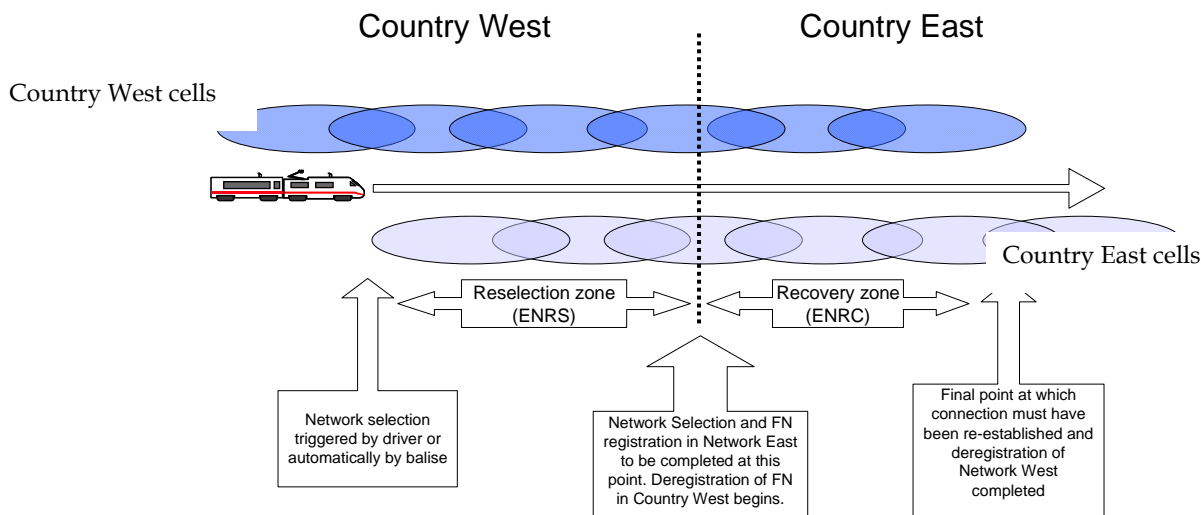 Country West
Country East
Country West cells
Country East cells
Reselection zone
(ENRS)
Recovery zone
(ENRC)
Network selection
triggered by driver or
automatically by balise
Network Selection and FN
registration in Network East
to be completed at this
point. Deregistration of FN
in Country West begins.
Final point at which
connection must have
been re-established and
deregistration of
Network West
completed